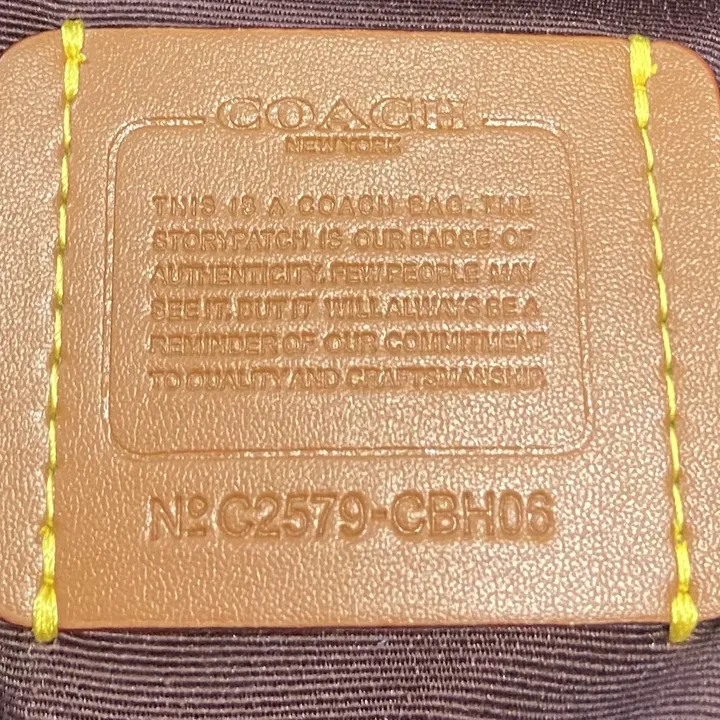 COACH
NEW YORK
THIS IS A COACH BAG. THE
STORYPATCH IS OUR BADGE OF
AUTHENTICITY. FEW PEOPLE MAY
SEE IT. BUT IT WILL ALWAYS BE A
REMINDER OF OUR COMMITMENT
TO QUALITY AND CRAFTSMANSHIP.
Nº C2579-CBH06